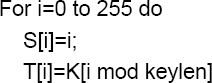 For i=0 to 255 do
S[i]=i;
T[i]=K[i mod keylen]